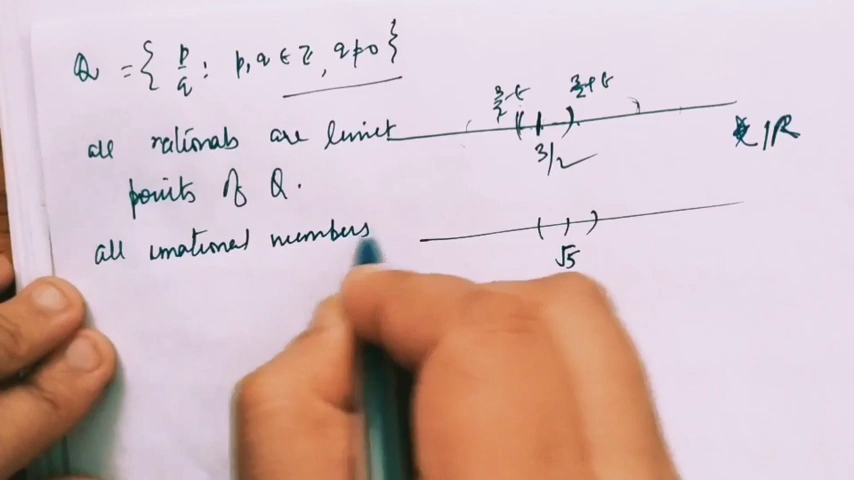 Q = { p/q : p, q ∈ Z, q ≠ 0 }
all rationals are limit
points of Q.
all irrational numbers
3/2 - ε 3/2 + ε
3/2
ℝ
√5